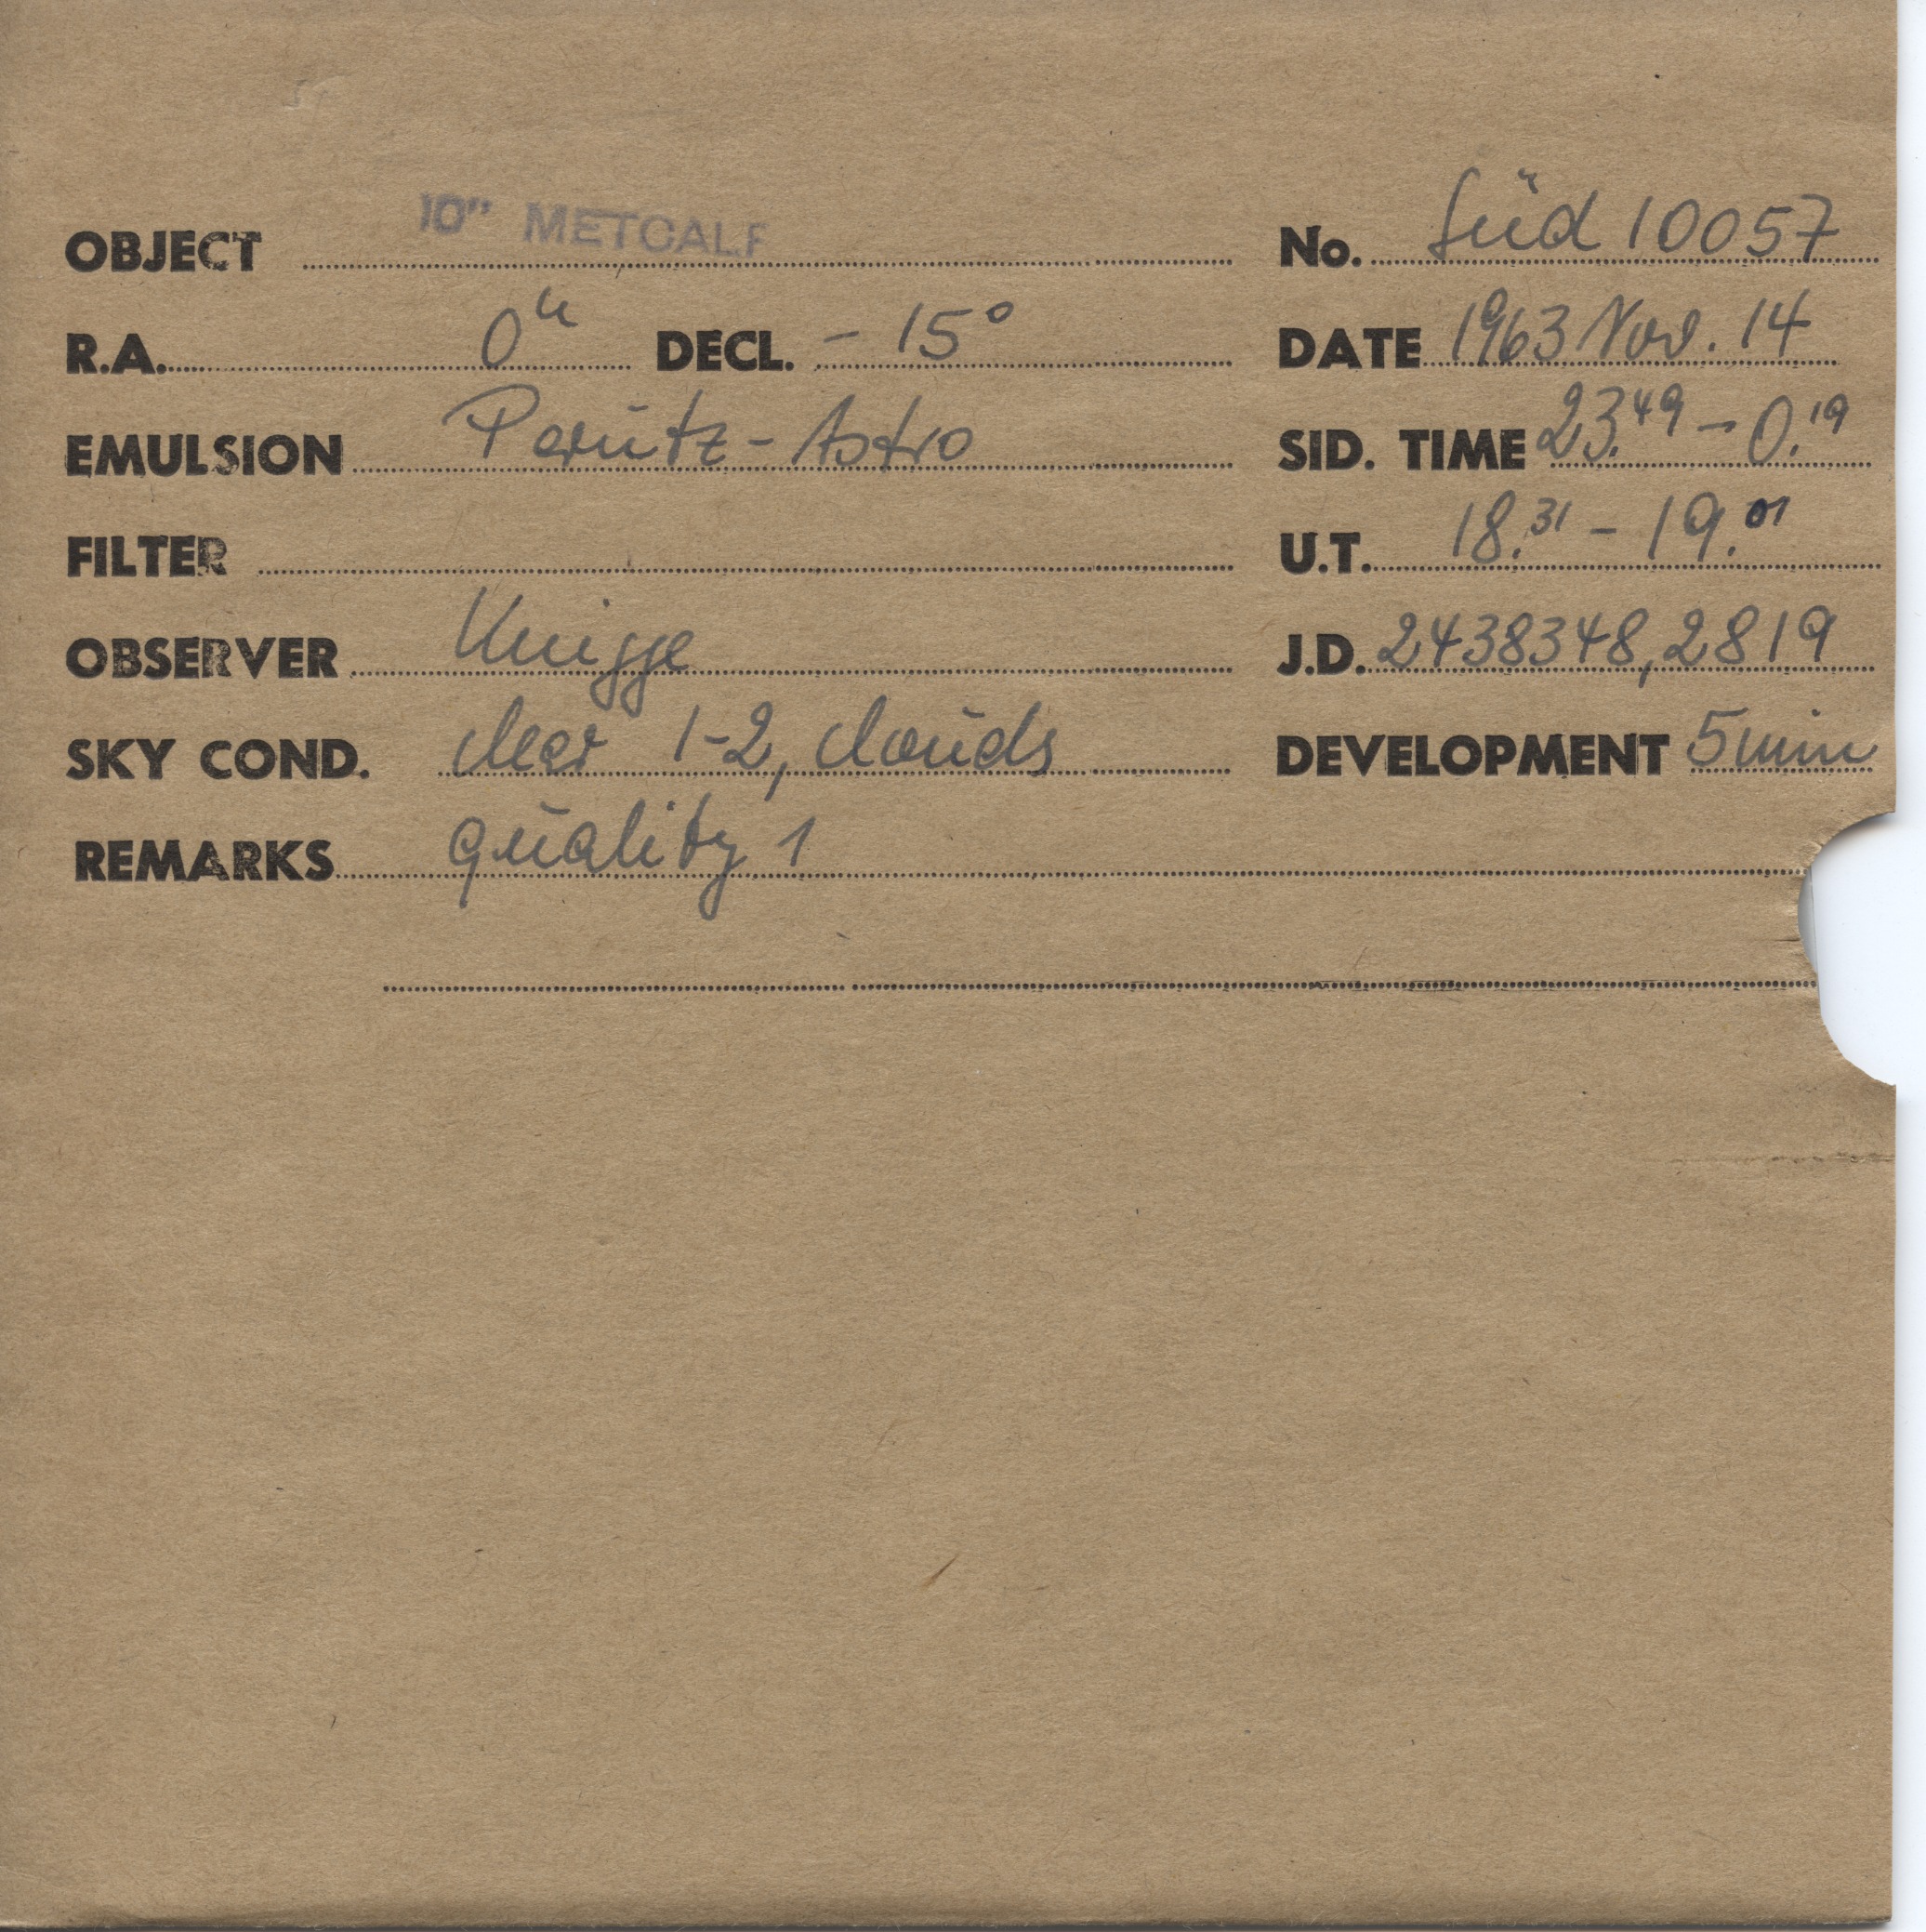 OBJECT 10" METCALF No. Süd 10057
R.A. 0h DECL. - 15° DATE 1963 Nov. 14
EMULSION Perutz-Astro SID. TIME 23.49 - 0.19
FILTER U.T. 18.31 - 19.01
OBSERVER Knigge J.D. 2438348,2819
SKY COND. clear 1-2, clouds DEVELOPMENT 5min
REMARKS quality 1